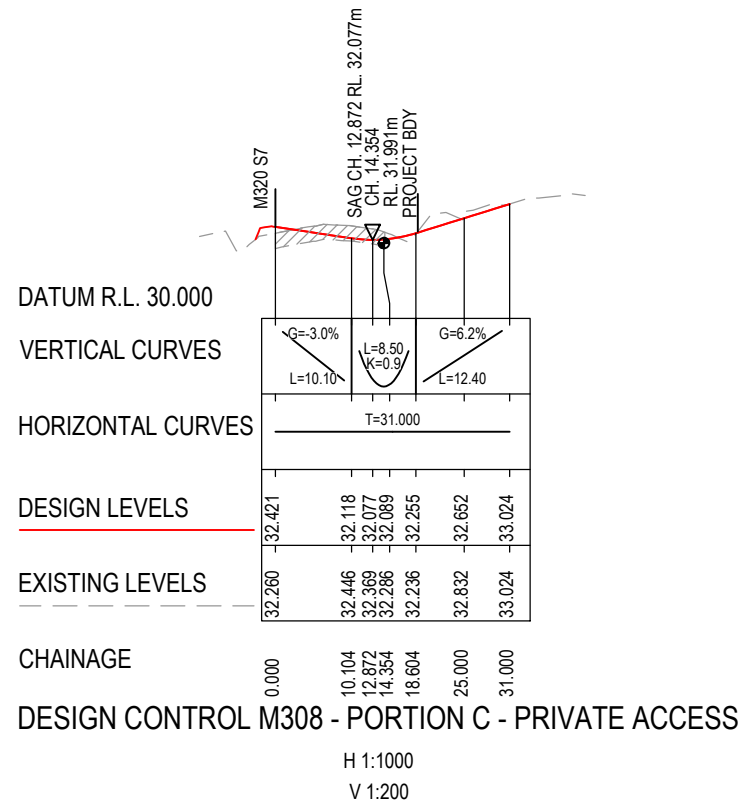 M320 S7
SAG CH. 12.872 RL. 32.077m
CH. 14.354
RL. 31.991m
PROJECT BDY
DATUM R.L. 30.000
VERTICAL CURVES
G=-3.0%
L=10.10
L=8.50
K=0.9
G=6.2%
L=12.40
HORIZONTAL CURVES
T=31.000
DESIGN LEVELS
32.421
32.118
32.077
32.089
32.255
32.652
33.024
EXISTING LEVELS
32.260
32.446
32.369
32.286
32.236
32.832
33.024
CHAINAGE
0.000
10.104
12.872
14.354
18.604
25.000
31.000
DESIGN CONTROL M308 - PORTION C - PRIVATE ACCESS
H 1:1000
V 1:200